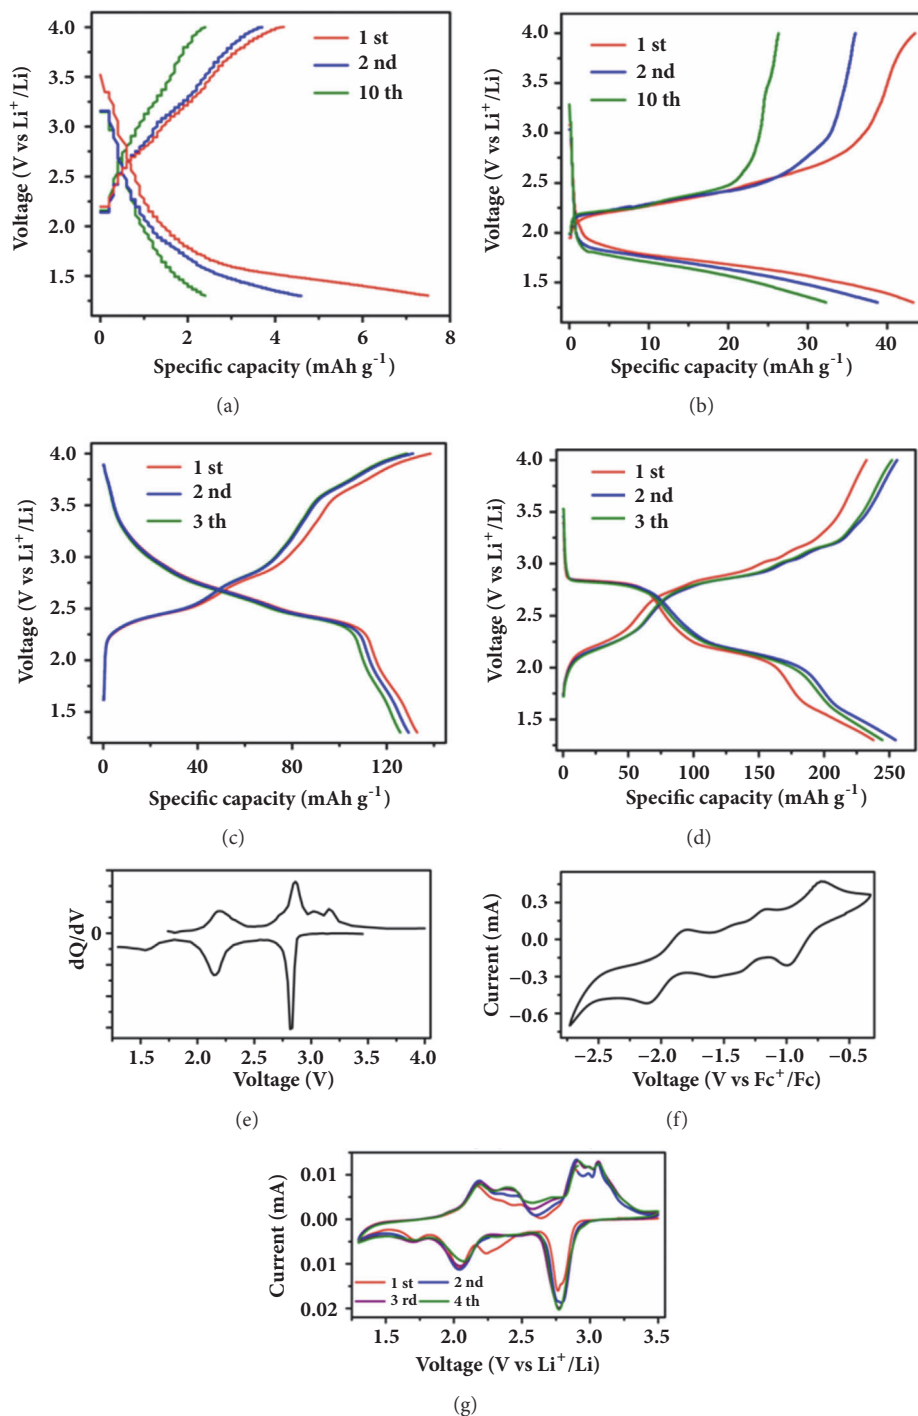 4.0
3.5
3.0
2.5
2.0
1.5
Voltage (V vs Li⁺/Li)
1 st
2 nd
10 th
0 2 4 6 8
Specific capacity (mAh g⁻¹)
(a)
4.0
3.5
3.0
2.5
2.0
1.5
Voltage (V vs Li⁺/Li)
1 st
2 nd
10 th
0 10 20 30 40
Specific capacity (mAh g⁻¹)
(b)
4.0
3.5
3.0
2.5
2.0
1.5
Voltage (V vs Li⁺/Li)
1 st
2 nd
3 th
0 40 80 120
Specific capacity (mAh g⁻¹)
(c)
4.0
3.5
3.0
2.5
2.0
1.5
Voltage (V vs Li⁺/Li)
1 st
2 nd
3 th
0 50 100 150 200 250
Specific capacity (mAh g⁻¹)
(d)
dQ/dV
0
1.5 2.0 2.5 3.0 3.5 4.0
Voltage (V)
(e)
Current (mA)
0.3
0.0
−0.3
−0.6
−2.5 −2.0 −1.5 −1.0 −0.5
Voltage (V vs Fc⁺/Fc)
(f)
Current (mA)
0.01
0.00
0.01
0.02
1 st 2 nd
3 rd 4 th
1.5 2.0 2.5 3.0 3.5
Voltage (V vs Li⁺/Li)
(g)